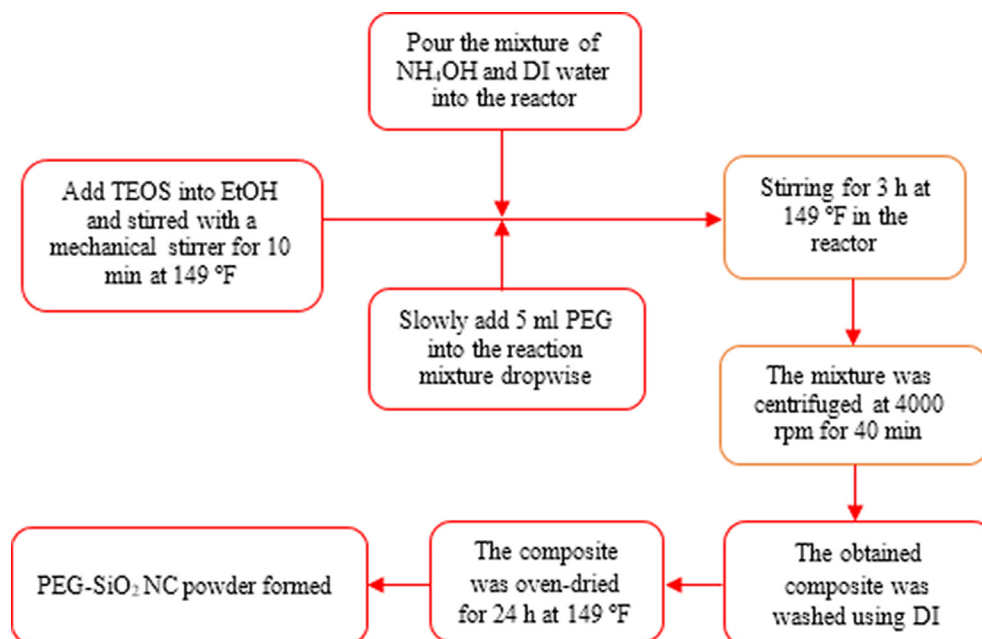 Pour the mixture of
NH₄OH and DI water
into the reactor
Add TEOS into EtOH
and stirred with a
mechanical stirrer for 10
min at 149 °F
Slowly add 5 ml PEG
into the reaction
mixture dropwise
Stirring for 3 h at
149 °F in the
reactor
The mixture was
centrifuged at 4000
rpm for 40 min
The obtained
composite was
washed using DI
The composite
was oven-dried
for 24 h at 149 °F
PEG-SiO₂ NC powder formed